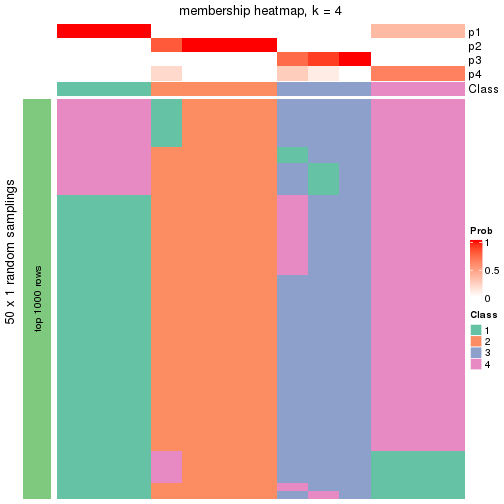 membership heatmap, k = 4
p1
p2
p3
p4
Class
50 x 1 random samplings
top 1000 rows
Prob
1
0.5
0
Class
1
2
3
4